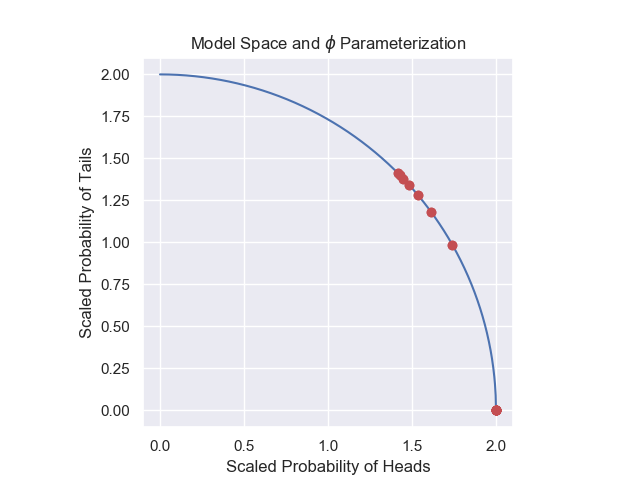 Model Space and ϕ Parameterization
Scaled Probability of Tails
2.00
1.75
1.50
1.25
1.00
0.75
0.50
0.25
0.00
0.0 0.5 1.0 1.5 2.0
Scaled Probability of Heads